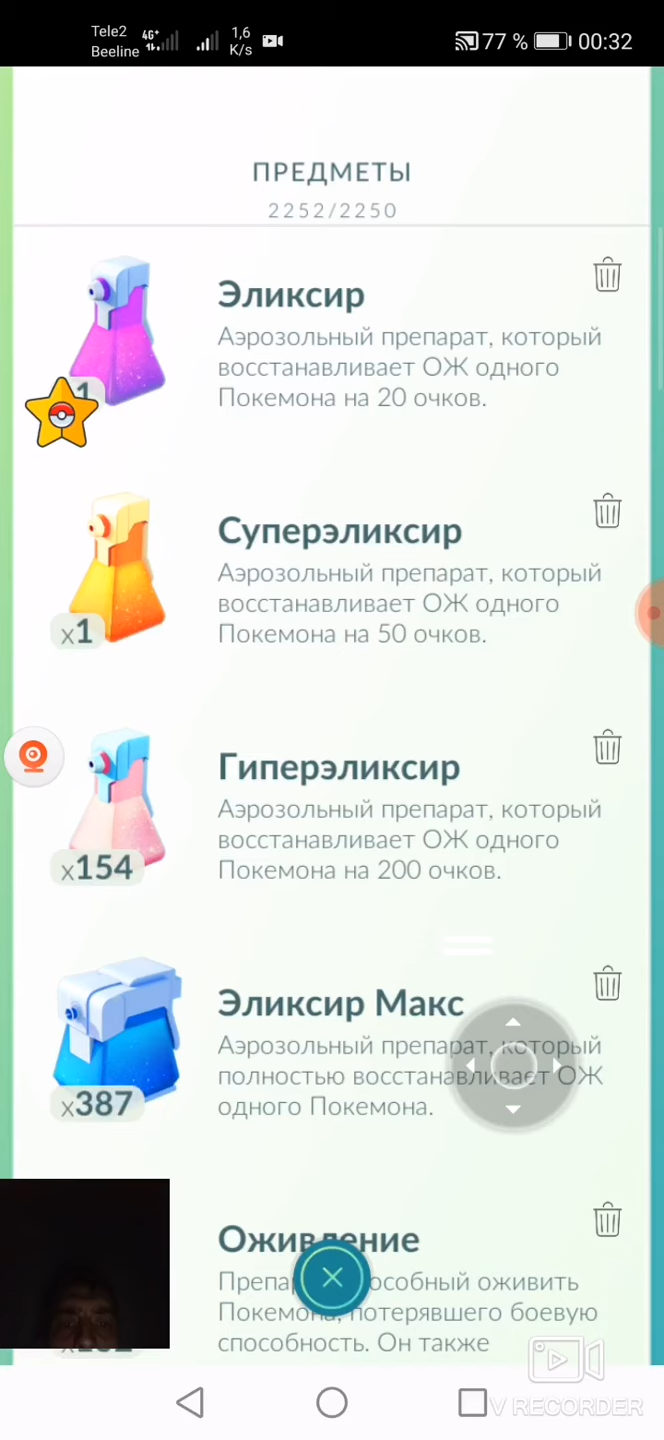 Tele2
Beeline
4G+
1,6
K/s
77 %
00:32
ПРЕДМЕТЫ
2252/2250
Эликсир
Аэрозольный препарат, который
восстанавливает ОЖ одного
Покемона на 20 очков.
1
Суперэликсир
Аэрозольный препарат, который
восстанавливает ОЖ одного
Покемона на 50 очков.
x1
Гиперэликсир
Аэрозольный препарат, который
восстанавливает ОЖ одного
Покемона на 200 очков.
x154
Эликсир Макс
Аэрозольный препарат, который
полностью восстанавливает ОЖ
одного Покемона.
x387
Оживление
способный оживить
Покемона, потерявшего боевую
способность. Он также
V RECORDER